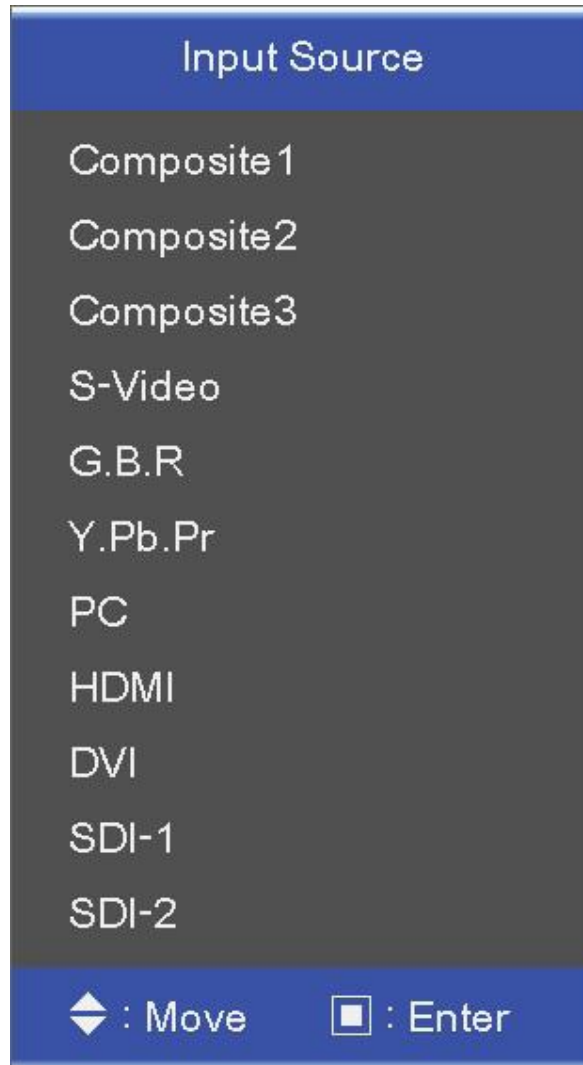 Input Source
Composite1
Composite2
Composite3
S-Video
G.B.R
Y.Pb.Pr
PC
HDMI
DVI
SDI-1
SDI-2
: Move : Enter